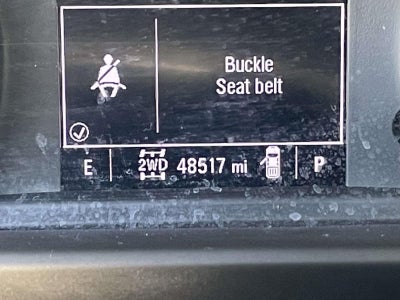 Buckle
Seat belt
E 2WD 48517 mi P